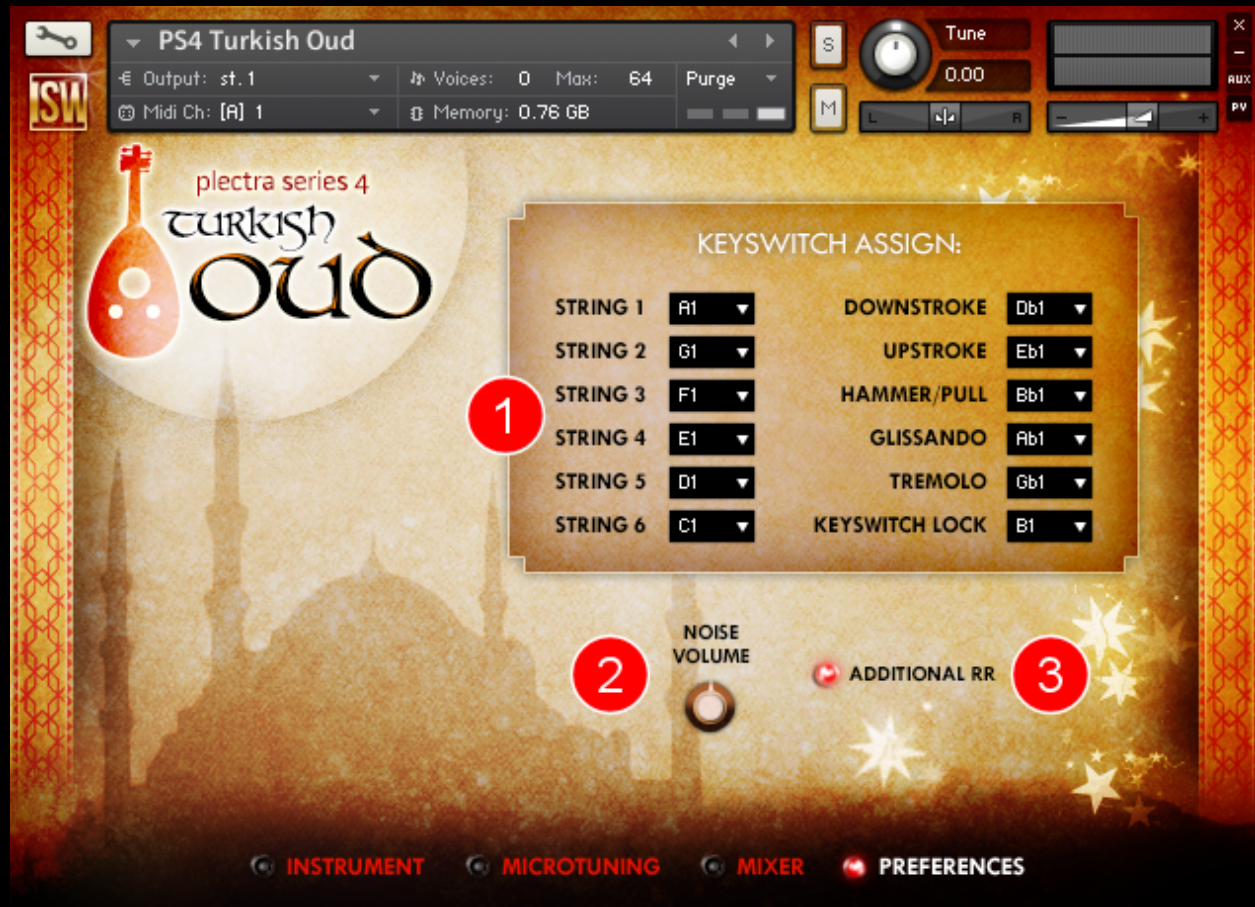 PS4 Turkish Oud
Output: st. 1
Voices: 0 Max: 64
Purge
Midi Ch: [A] 1
Memory: 0.76 GB
S
M
Tune
0.00
L R
- +
×
-
AUX
PV
ISW
plectra series 4
TURKISH
OUD
KEYSWITCH ASSIGN:
STRING 1 A1 DOWNSTROKE Db1
STRING 2 G1 UPSTROKE Eb1
STRING 3 F1 HAMMER/PULL Bb1
STRING 4 E1 GLISSANDO Ab1
STRING 5 D1 TREMOLO Gb1
STRING 6 C1 KEYSWITCH LOCK B1
1
NOISE
VOLUME
2
ADDITIONAL RR
3
INSTRUMENT MICROTUNING MIXER PREFERENCES